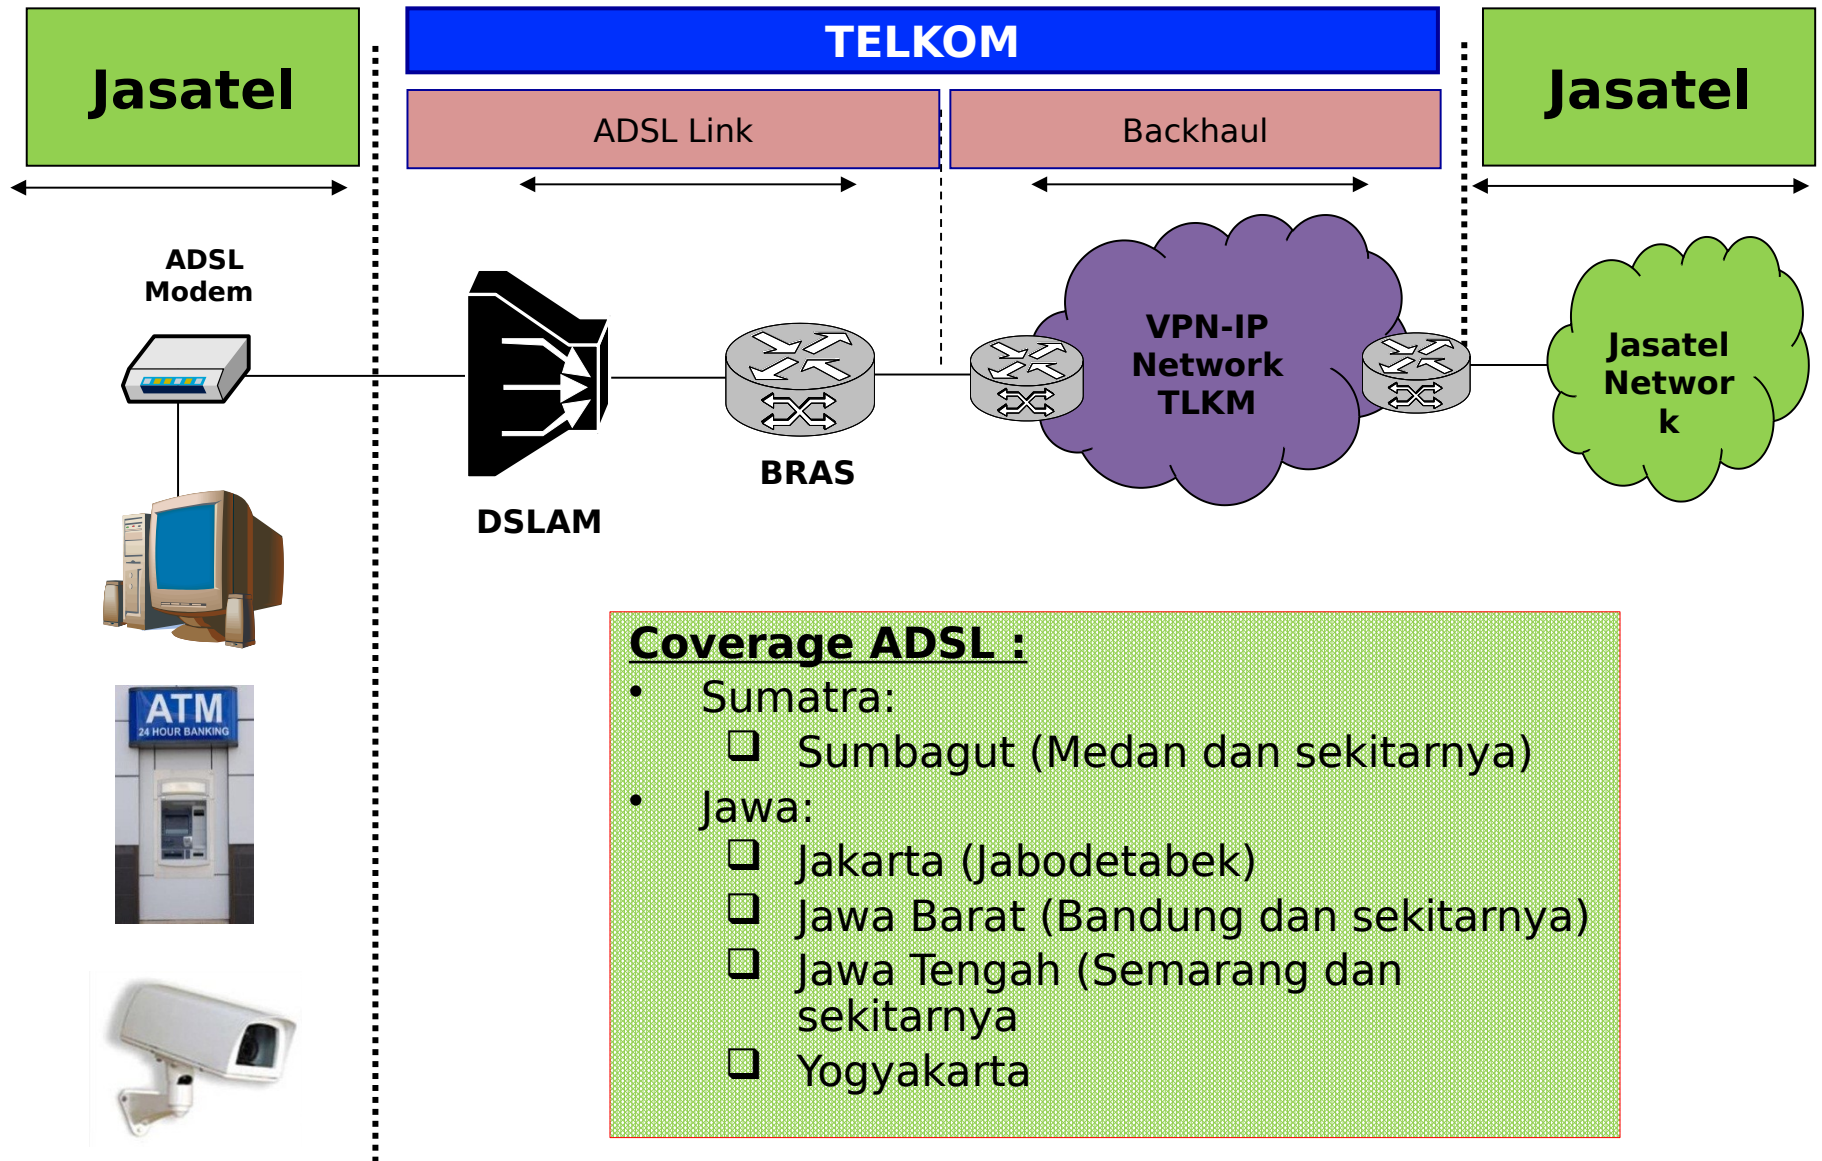 Jasatel
TELKOM
Jasatel
ADSL Link
Backhaul
ADSL
Modem
VPN-IP
Network
TLKM
Jasatel
Networ
k
BRAS
DSLAM
ATM
24 HOUR BANKING
Coverage ADSL :
• Sumatra:
❑ Sumbagut (Medan dan sekitarnya)
• Jawa:
❑ Jakarta (Jabodetabek)
❑ Jawa Barat (Bandung dan sekitarnya)
❑ Jawa Tengah (Semarang dan
sekitarnya
❑ Yogyakarta